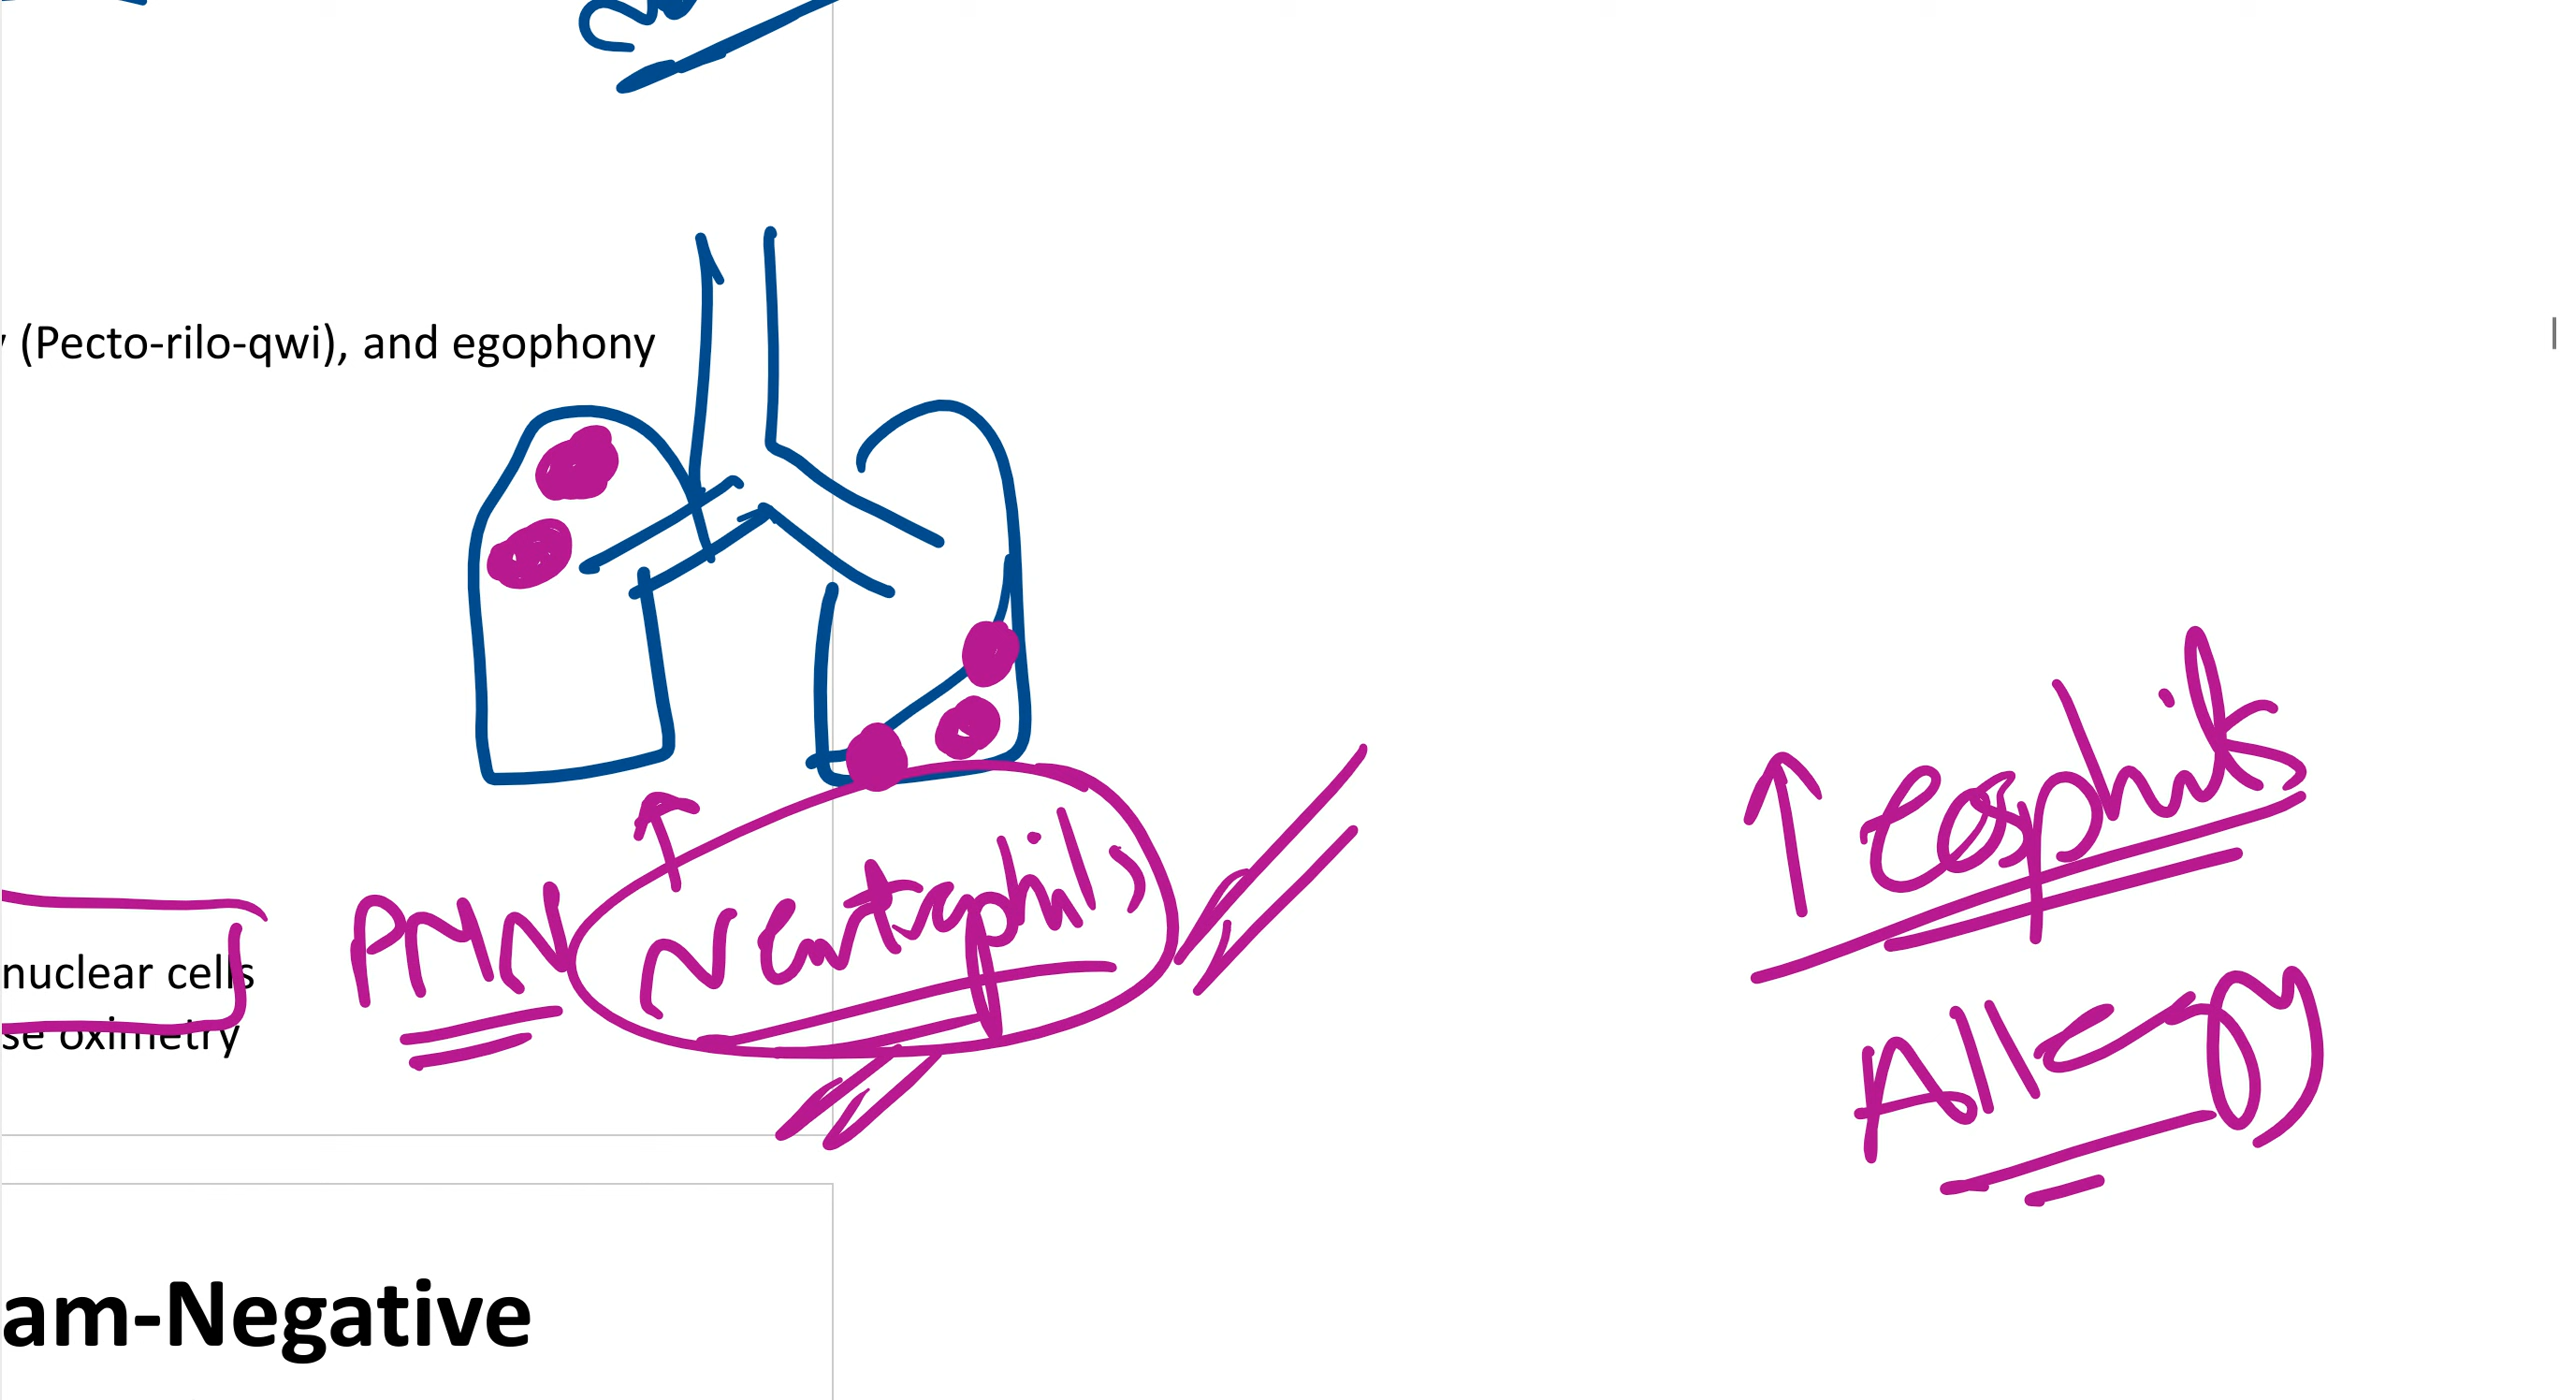 (Pecto-rilo-qwi), and egophony
↑ eosphils
↑
PMN Neutrophils
Allergy
nuclear cells
se oximetry
am-Negative